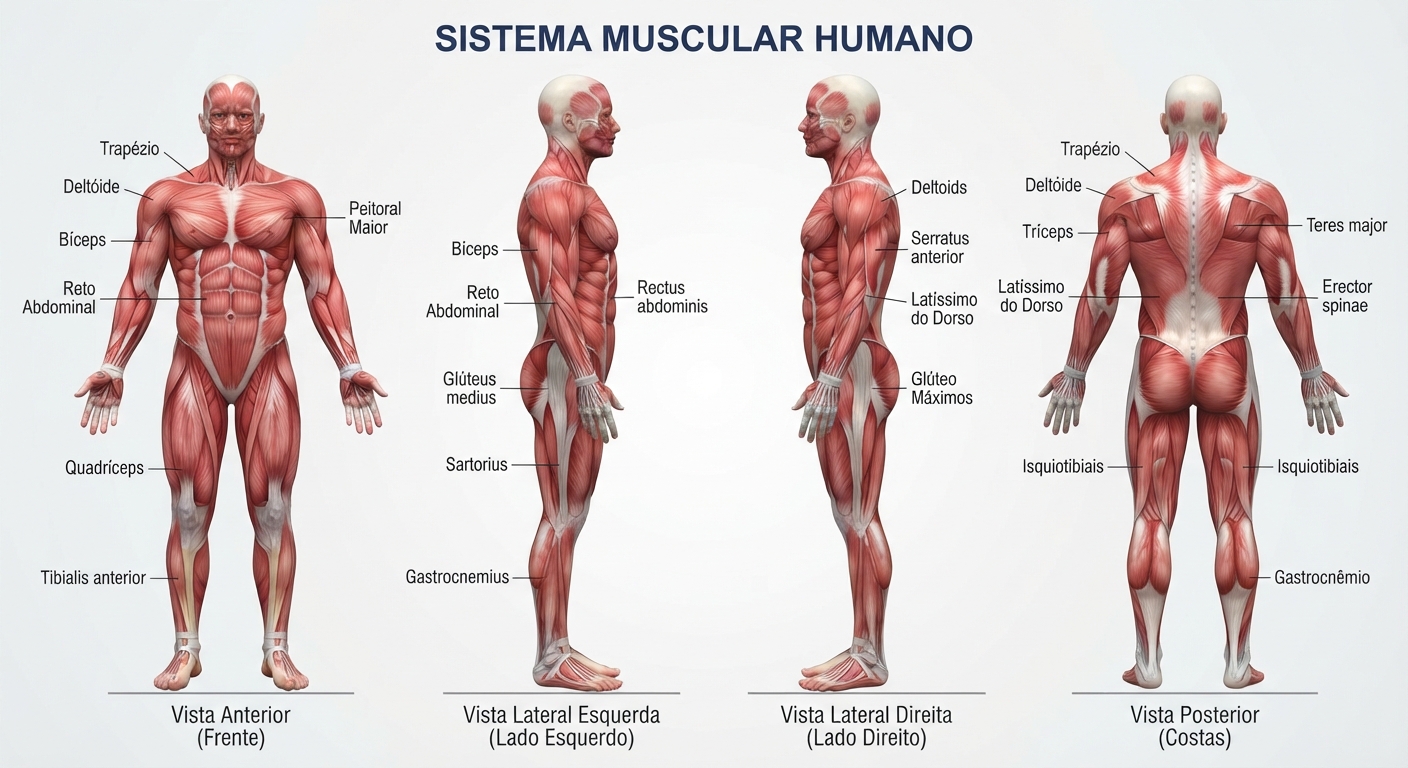 SISTEMA MUSCULAR HUMANO
Trapézio
Deltóide
Bíceps
Reto
Abdominal
Quadríceps
Tibialis anterior
Peitoral
Maior
Vista Anterior
(Frente)
Biceps
Reto
Abdominal
Glúteus
medius
Sartorius
Gastrocnemius
Rectus
abdominis
Vista Lateral Esquerda
(Lado Esquerdo)
Deltoids
Serratus
anterior
Latíssimo
do Dorso
Glúteo
Máximos
Vista Lateral Direita
(Lado Direito)
Trapézio
Deltóide
Tríceps
Latíssimo
do Dorso
Isquiotibiais
Teres major
Erector
spinae
Isquiotibiais
Gastrocnêmio
Vista Posterior
(Costas)